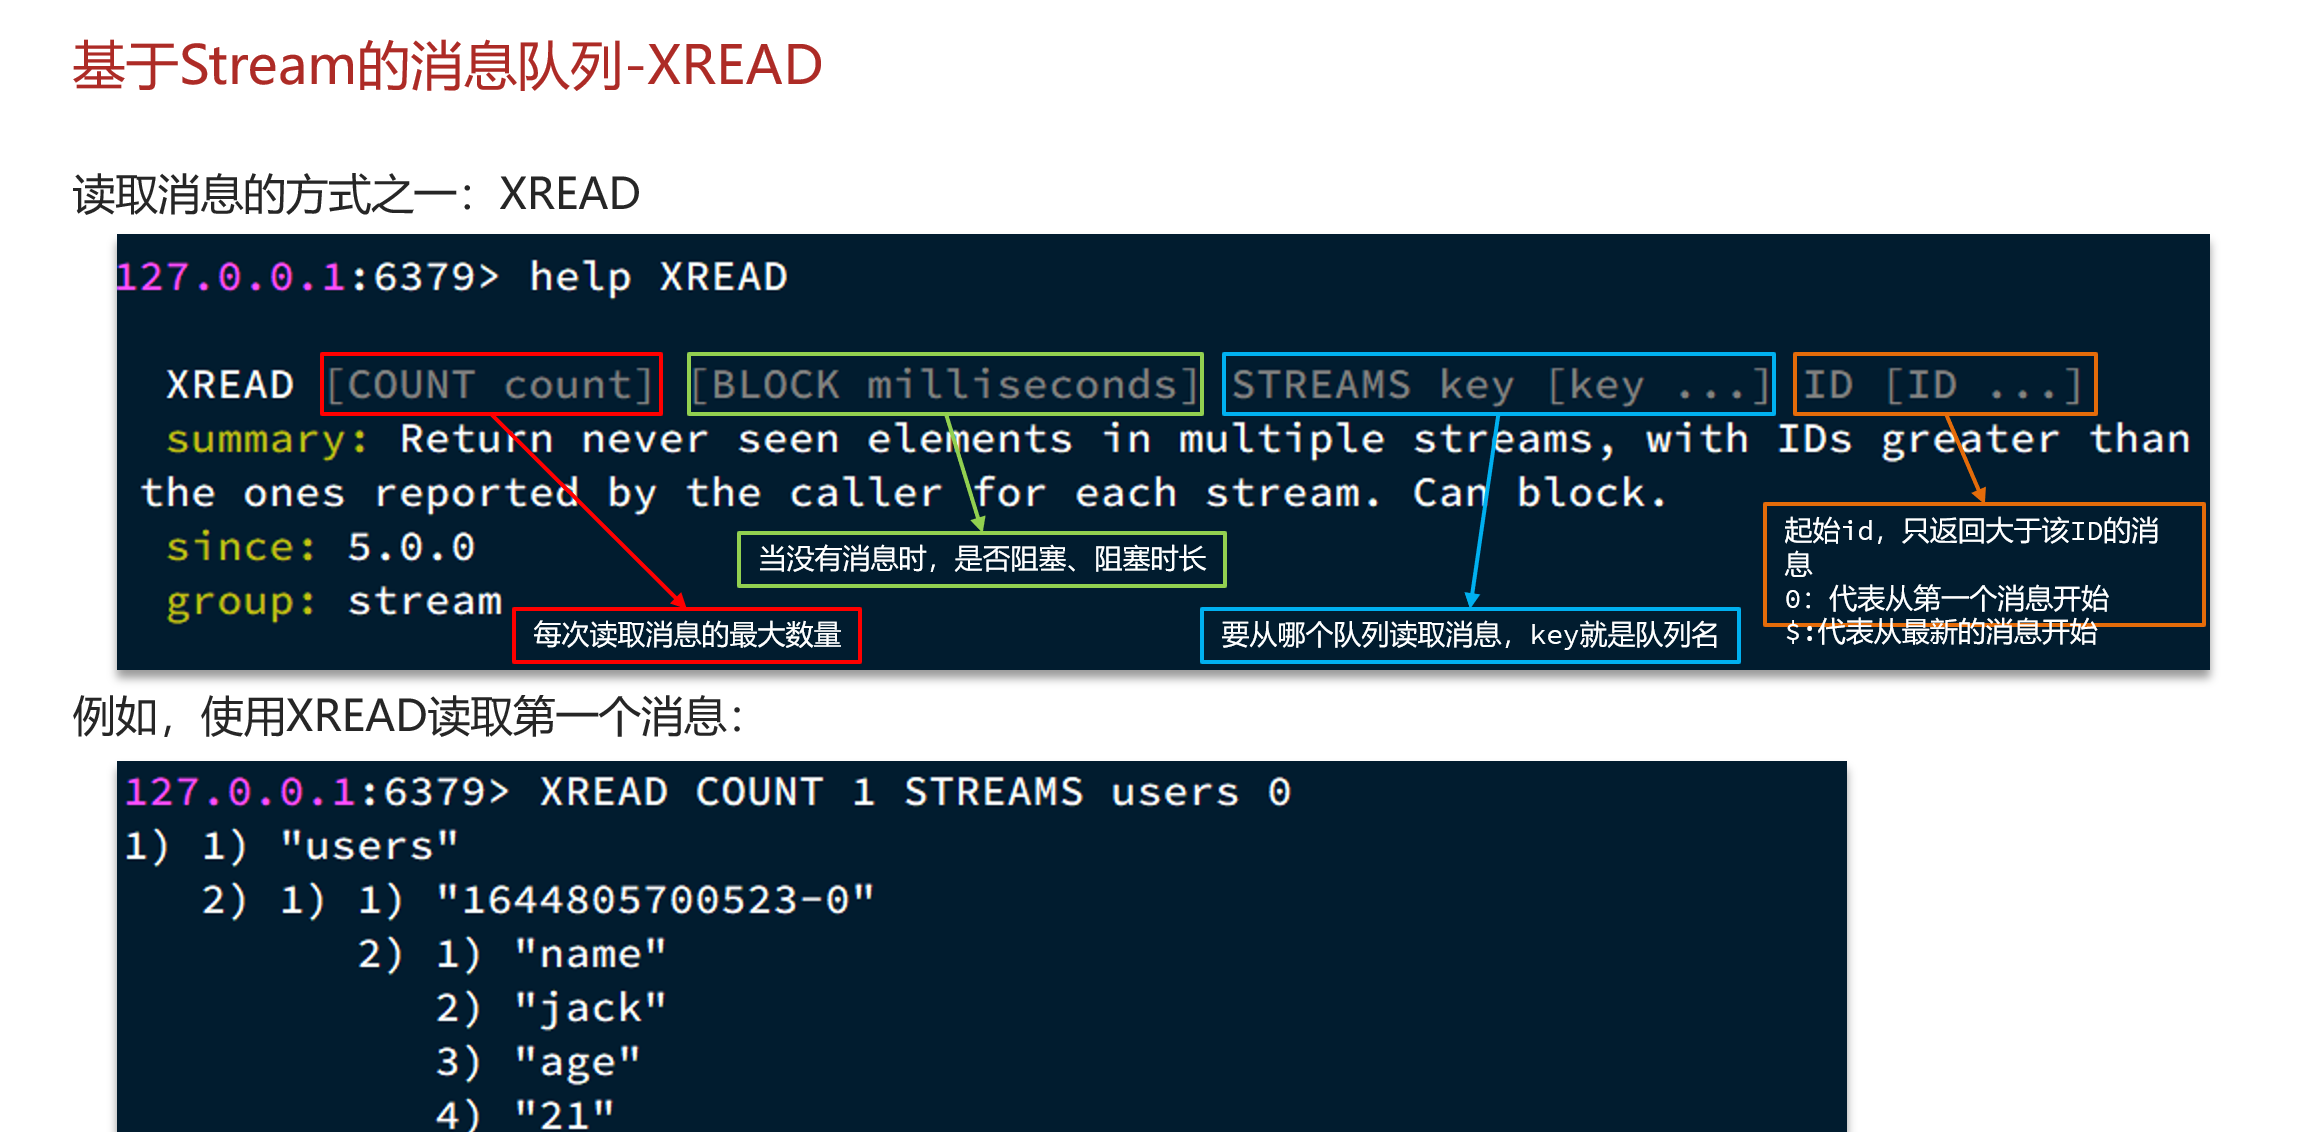 基于Stream的消息队列-XREAD
读取消息的方式之一：XREAD
127.0.0.1:6379> help XREAD
XREAD [COUNT count] [BLOCK milliseconds] STREAMS key [key ...] ID [ID ...]
summary: Return never seen elements in multiple streams, with IDs greater than
the ones reported by the caller for each stream. Can block.
since: 5.0.0
group: stream
当没有消息时，是否阻塞、阻塞时长
起始id，只返回大于该ID的消
息
0：代表从第一个消息开始
$:代表从最新的消息开始
每次读取消息的最大数量
要从哪个队列读取消息，key就是队列名
例如，使用XREAD读取第一个消息：
127.0.0.1:6379> XREAD COUNT 1 STREAMS users 0
1) 1) "users"
2) 1) 1) "1644805700523-0"
2) 1) "name"
2) "jack"
3) "age"
4) "21"